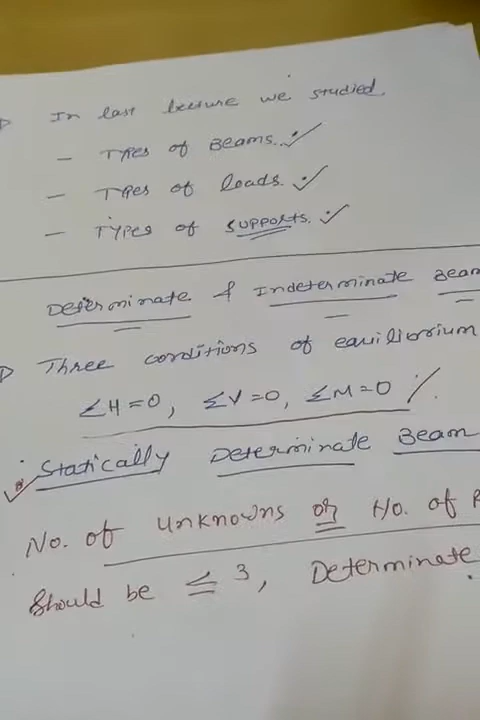 In last lecture we studied.
- Types of Beams.
- Types of loads.
- Types of supports.
Determinate & Indeterminate Beam
Three conditions of equilibrium
ΣH=0, ΣV=0, ΣM=0
Statically Determinate Beam
No. of unknowns or No. of R
Should be ≤ 3, Determinate